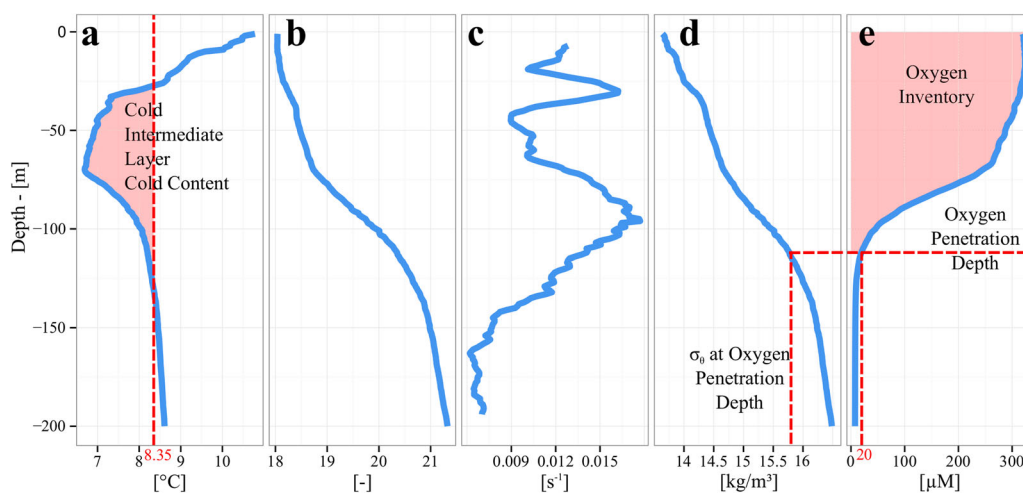 a b c d e
0
−50
−100
−150
−200
Depth - [m]
Cold
Intermediate
Layer
Cold Content
Oxygen
Inventory
Oxygen
Penetration
Depth
σθ at Oxygen
Penetration
Depth
7 8 9 10
8.35
[°C]
18 19 20 21
[-]
0.009 0.012 0.015
[s⁻¹]
14 14.5 15 15.5 16
[kg/m³]
0 100 200 300
20
[µM]